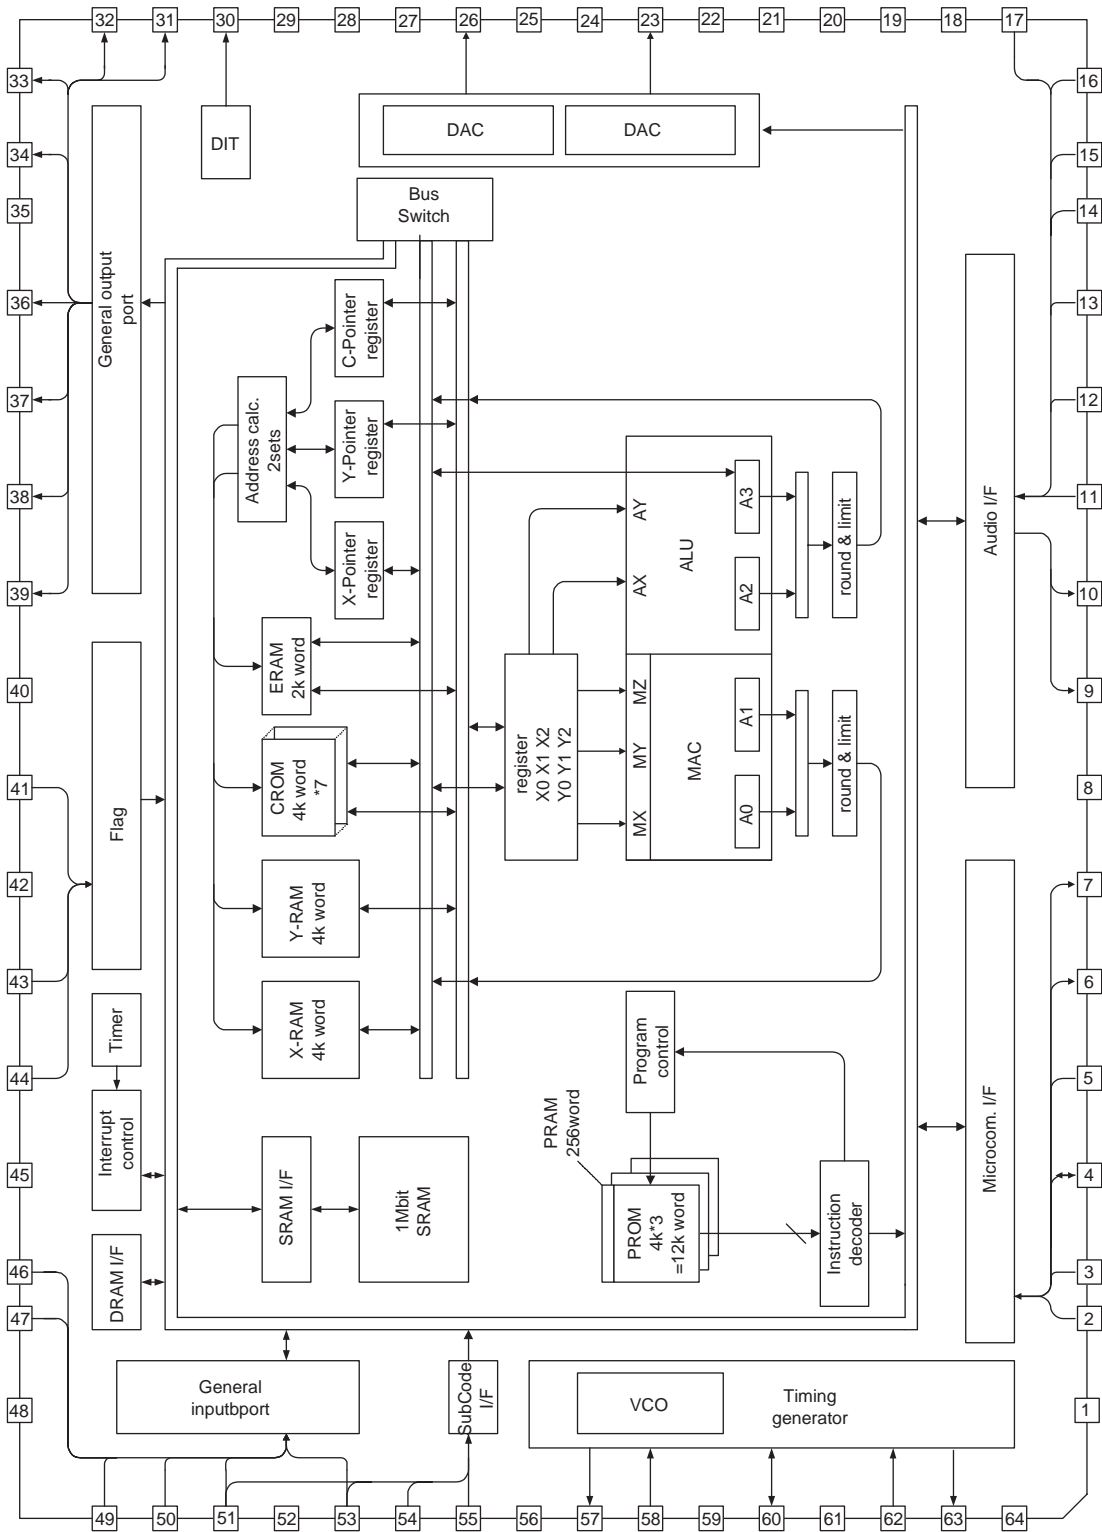 32
31
30
29
28
27
26
25
24
23
22
21
20
19
18
17
33
34
35
36
37
38
39
40
41
42
43
44
45
46
47
48
16
15
14
13
12
11
10
9
8
7
6
5
4
3
2
1
DIT
DAC
DAC
Bus
Switch
General output
port
C-Pointer
register
Y-Pointer
register
X-Pointer
register
Address calc.
2sets
ERAM
2k word
CROM
4k word
*7
Y-RAM
4k word
X-RAM
4k word
Flag
Timer
Interrupt
control
DRAM I/F
SRAM I/F
1Mbit
SRAM
register
X0 X1 X2
Y0 Y1 Y2
AY
AX
ALU
A3
A2
MZ
MY
MX
MAC
A1
A0
round & limit
round & limit
Audio I/F
Microcom. I/F
Program
control
PRAM
256word
PROM
4k*3
=12k word
Instruction
decoder
General
inputbport
SubCode
I/F
VCO
Timing
generator
49
50
51
52
53
54
55
56
57
58
59
60
61
62
63
64